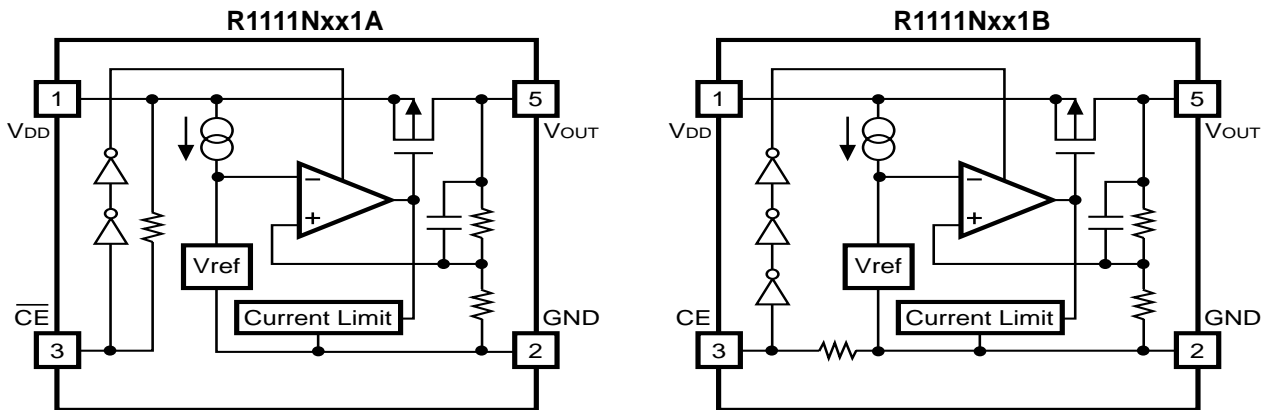 R1111Nxx1A
1
VDD
5
VOUT
−
+
Vref
Current Limit
C̅E̅
3
GND
2
R1111Nxx1B
1
VDD
5
VOUT
−
+
Vref
Current Limit
CE
3
GND
2